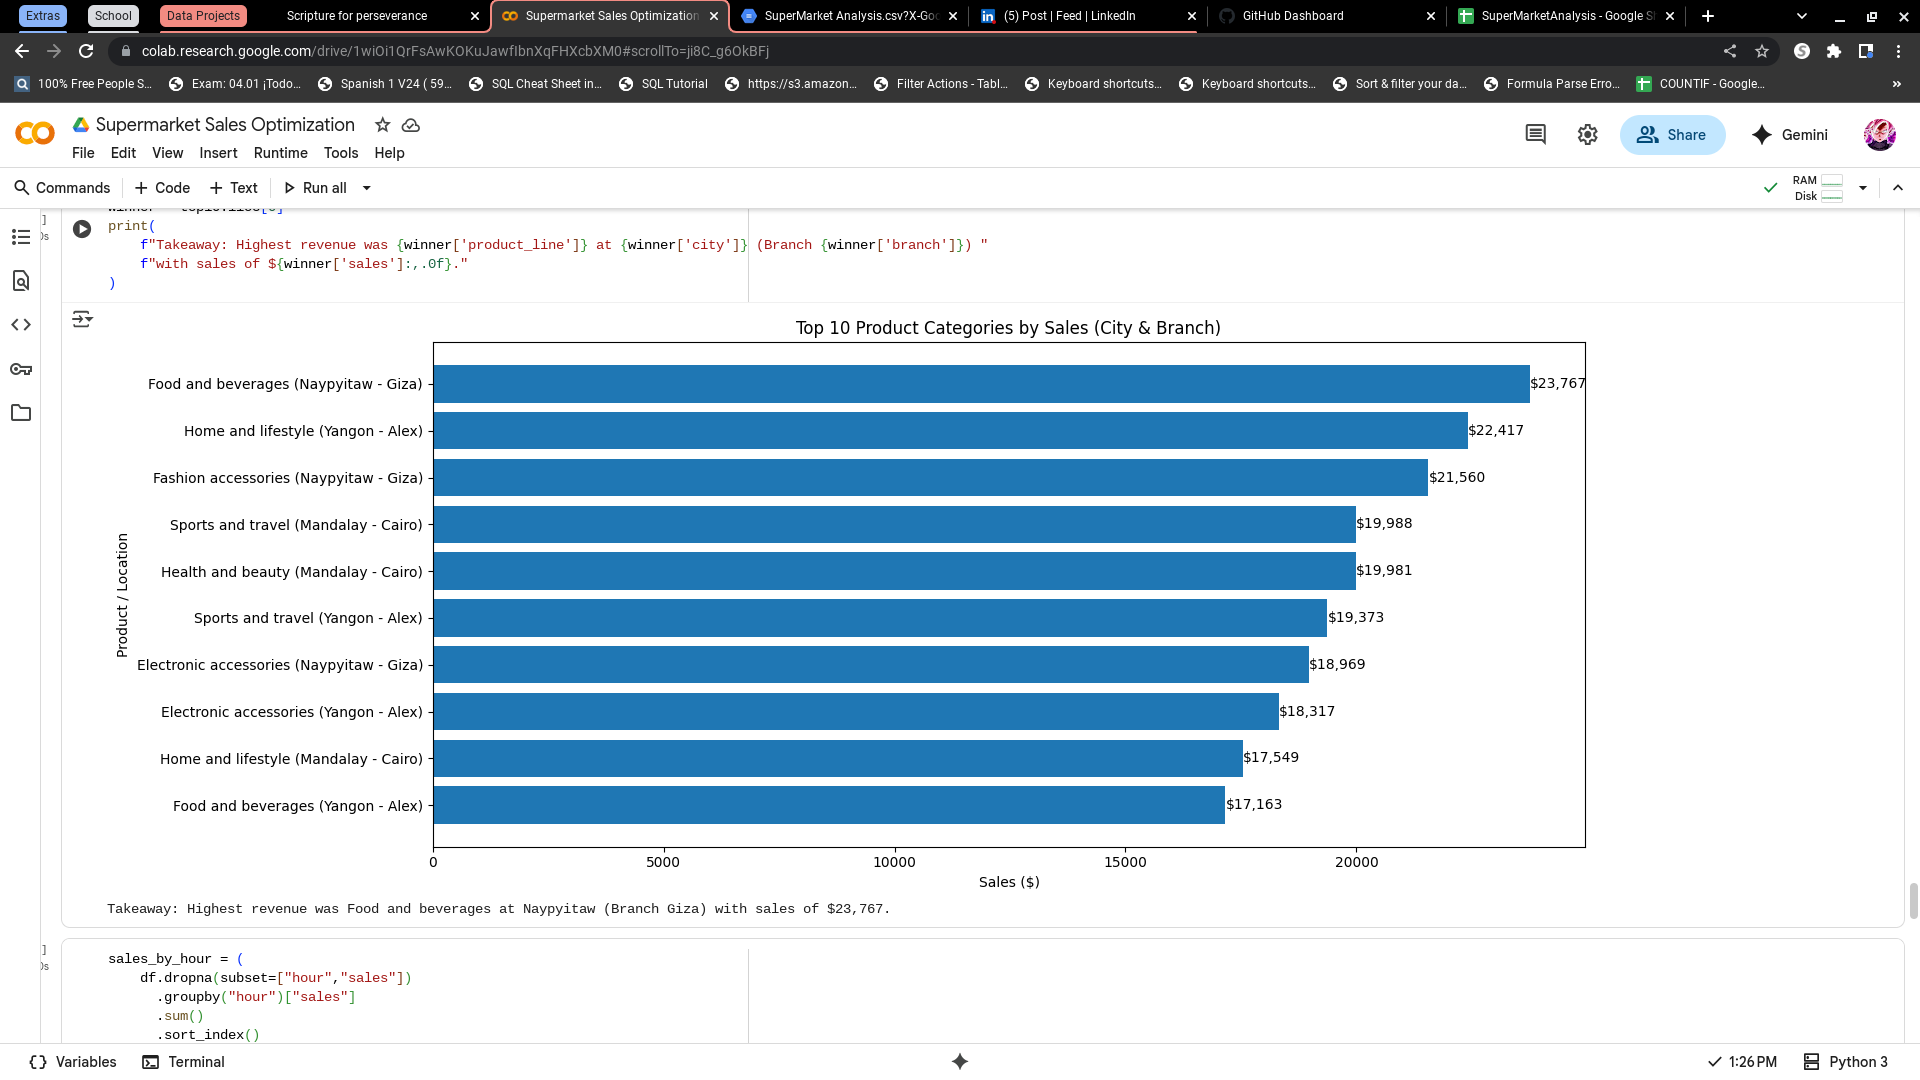 Extras
School
Data Projects
Scripture for perseverance
Supermarket Sales Optimization
SuperMarket Analysis.csv?X-Goo
(5) Post | Feed | LinkedIn
GitHub Dashboard
SuperMarketAnalysis - Google Sh
colab.research.google.com/drive/1wiOi1QrFsAwKOKuJawfIbnXqFHXcbXM0#scrollTo=ji8C_g6OkBFj
100% Free People S...
Exam: 04.01 ¡Todo...
Spanish 1 V24 ( 59...
SQL Cheat Sheet in...
SQL Tutorial
https://s3.amazon...
Filter Actions - Tabl...
Keyboard shortcuts...
Keyboard shortcuts...
Sort & filter your da...
Formula Parse Erro...
COUNTIF - Google...
»
Supermarket Sales Optimization
File Edit View Insert Runtime Tools Help
Share
Gemini
Commands + Code + Text Run all
RAM
Disk
]
0s
print(
f"Takeaway: Highest revenue was {winner['product_line']} at {winner['city']} (Branch {winner['branch']}) "
f"with sales of ${winner['sales']:,.0f}."
)
Top 10 Product Categories by Sales (City & Branch)
Product / Location
Food and beverages (Naypyitaw - Giza) $23,767
Home and lifestyle (Yangon - Alex) $22,417
Fashion accessories (Naypyitaw - Giza) $21,560
Sports and travel (Mandalay - Cairo) $19,988
Health and beauty (Mandalay - Cairo) $19,981
Sports and travel (Yangon - Alex) $19,373
Electronic accessories (Naypyitaw - Giza) $18,969
Electronic accessories (Yangon - Alex) $18,317
Home and lifestyle (Mandalay - Cairo) $17,549
Food and beverages (Yangon - Alex) $17,163
0 5000 10000 15000 20000
Sales ($)
Takeaway: Highest revenue was Food and beverages at Naypyitaw (Branch Giza) with sales of $23,767.
]
0s
sales_by_hour = (
df.dropna(subset=["hour","sales"])
.groupby("hour")["sales"]
.sum()
.sort_index()
{} Variables
Terminal
1:26 PM
Python 3